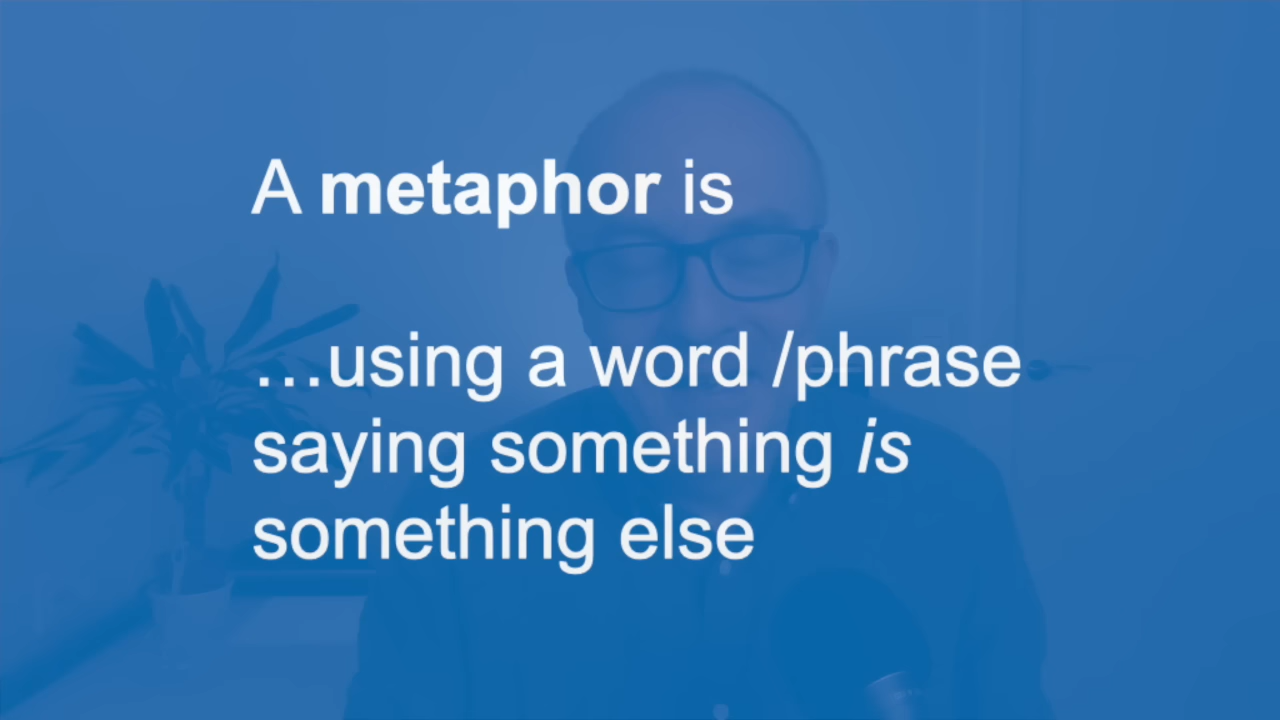 A metaphor is
…using a word /phrase
saying something is
something else